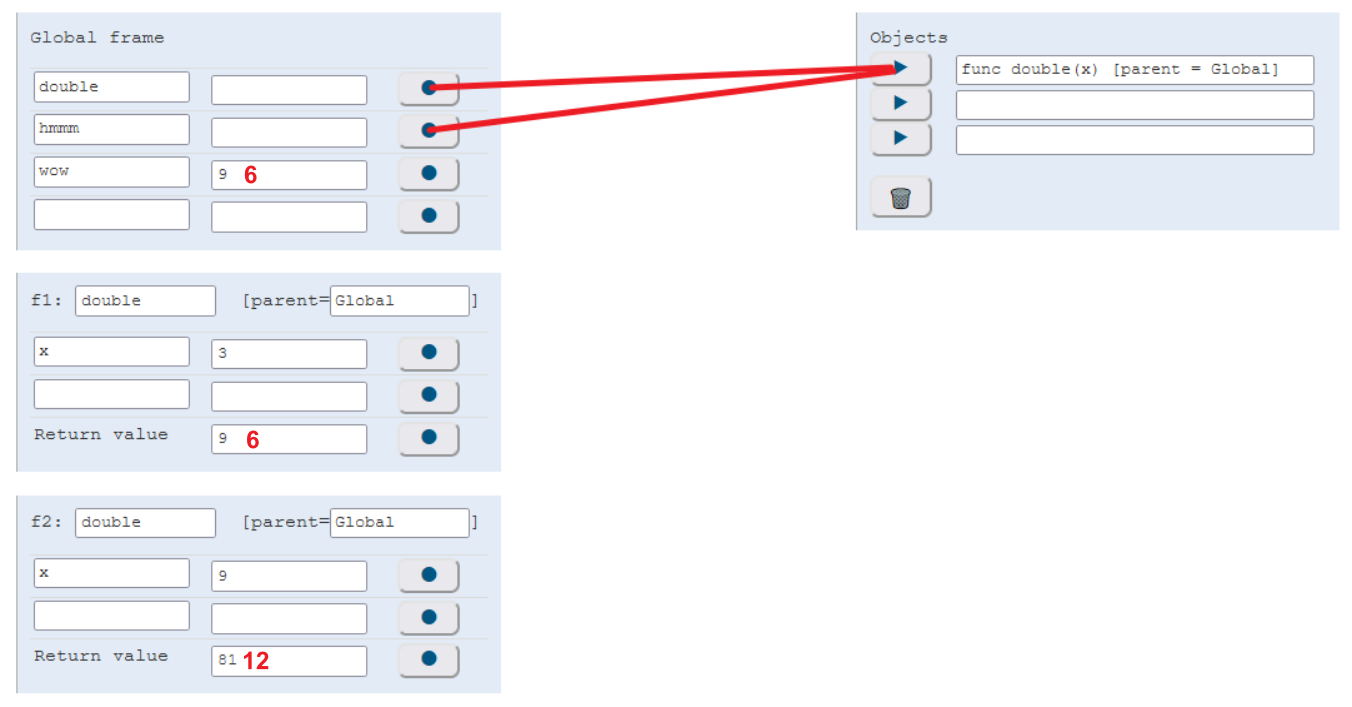 Global frame
double
hmmm
wow 9 6
Objects
func double(x) [parent = Global]
f1: double [parent=Global]
x 3
Return value 9 6
f2: double [parent=Global]
x 9
Return value 81 12